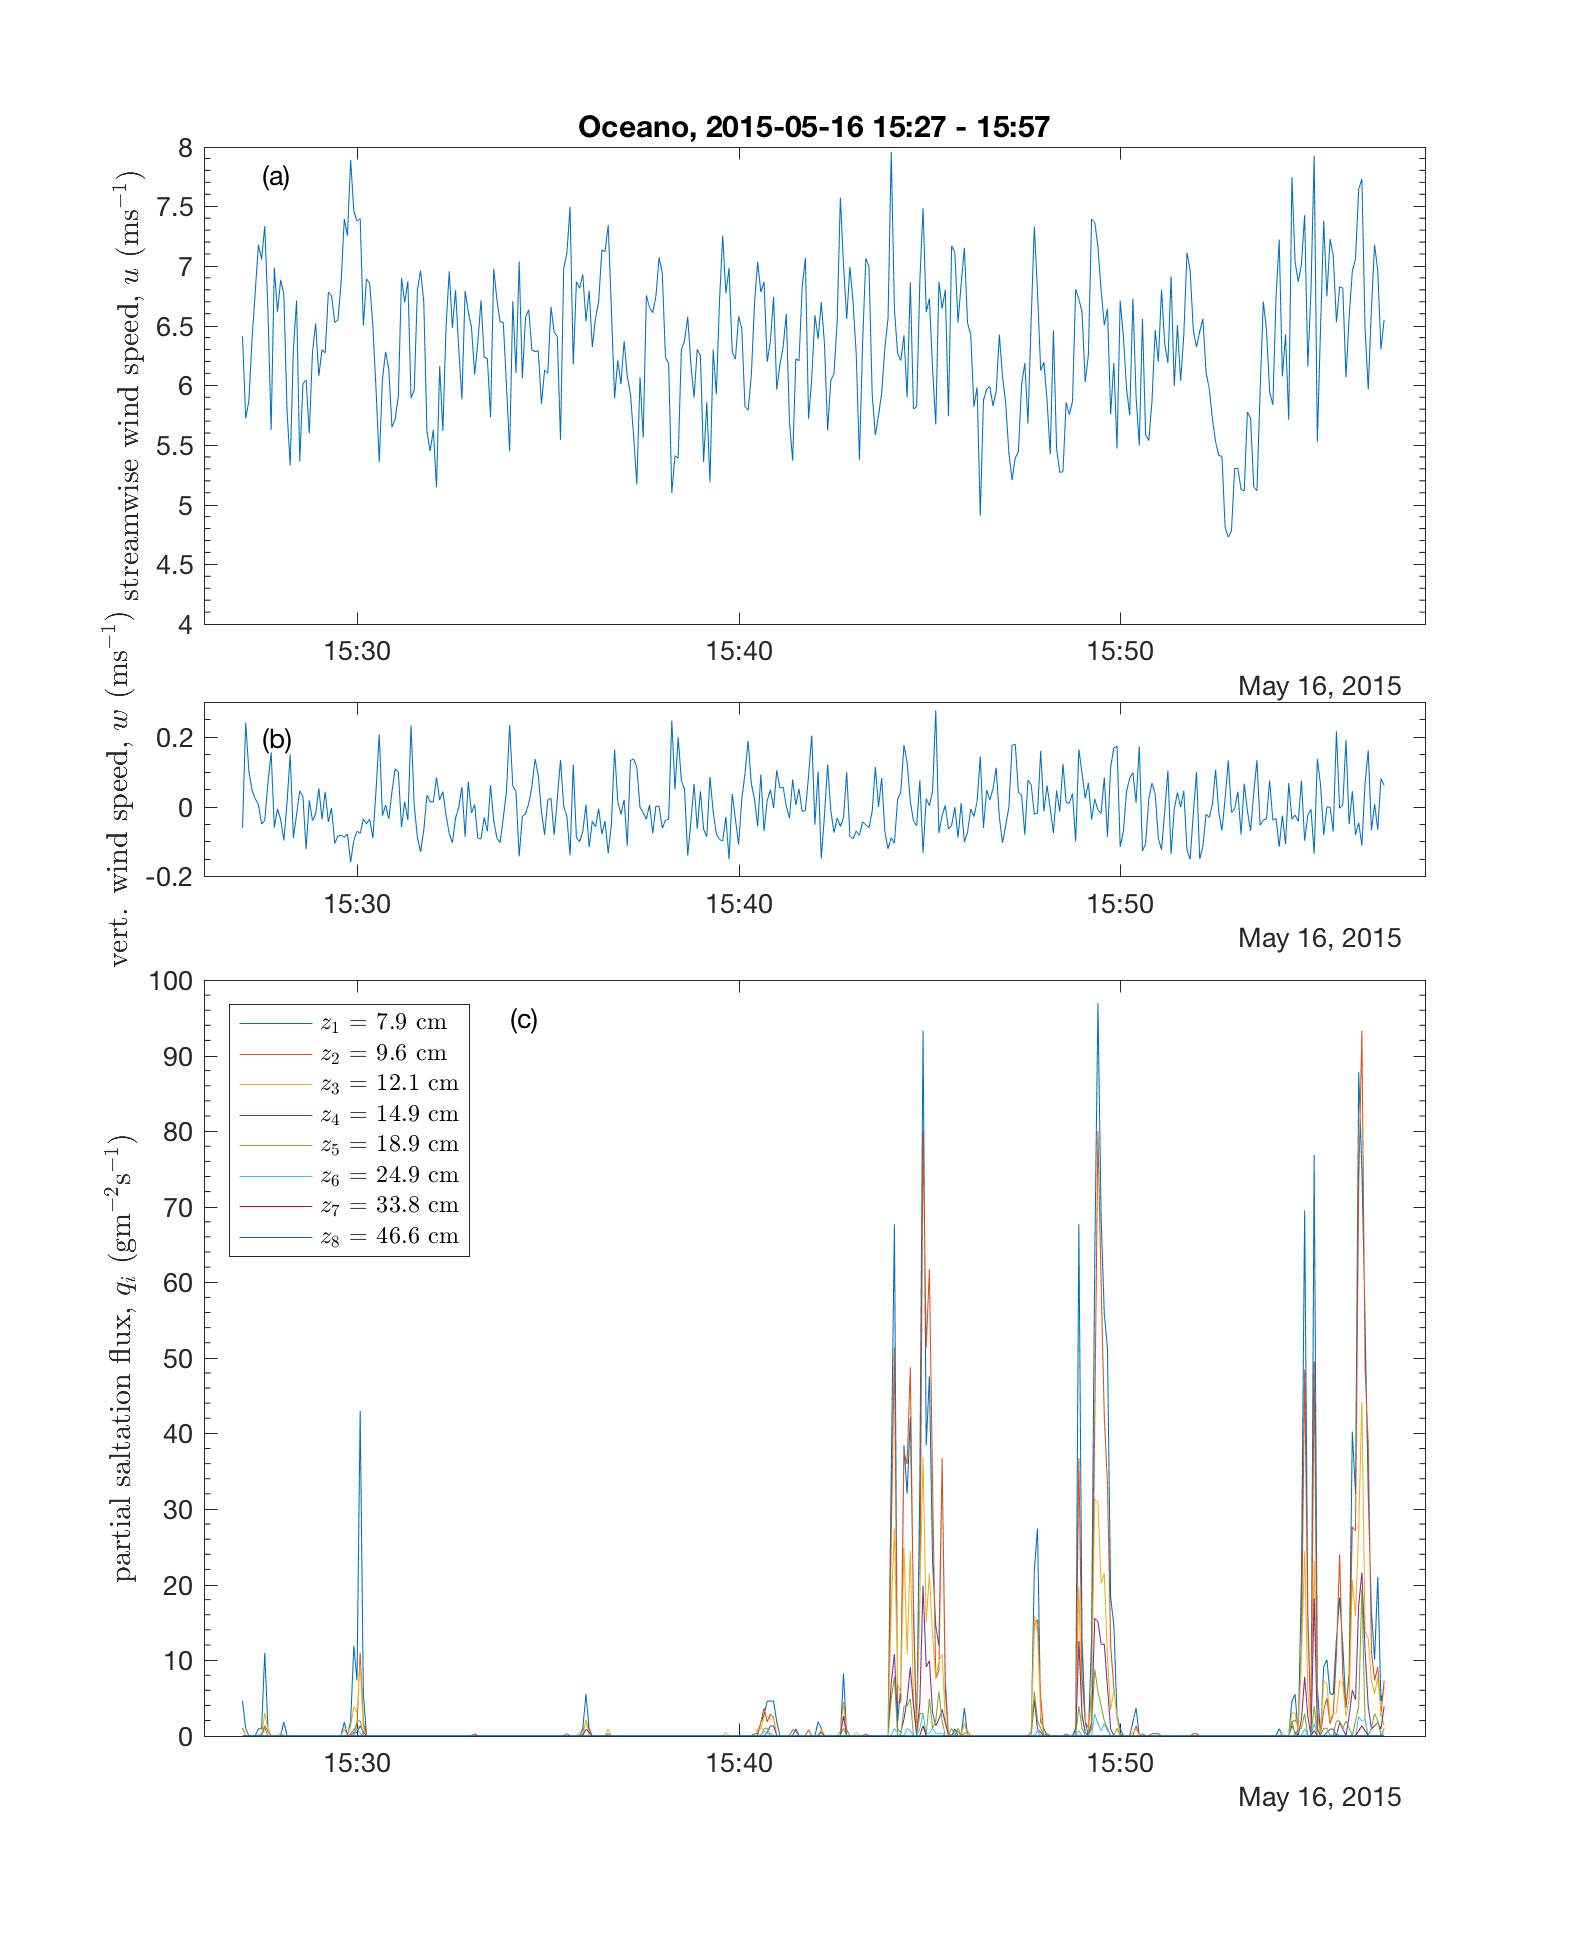 Oceano, 2015-05-16 15:27 - 15:57
(a)
streamwise wind speed, u (ms⁻¹)
8
7.5
7
6.5
6
5.5
5
4.5
4
15:30 15:40 15:50
May 16, 2015
(b)
vert. wind speed, w (ms⁻¹)
0.2
0
-0.2
15:30 15:40 15:50
May 16, 2015
(c)
partial saltation flux, qᵢ (gm⁻²s⁻¹)
100
90
80
70
60
50
40
30
20
10
0
z₁ = 7.9 cm
z₂ = 9.6 cm
z₃ = 12.1 cm
z₄ = 14.9 cm
z₅ = 18.9 cm
z₆ = 24.9 cm
z₇ = 33.8 cm
z₈ = 46.6 cm
15:30 15:40 15:50
May 16, 2015